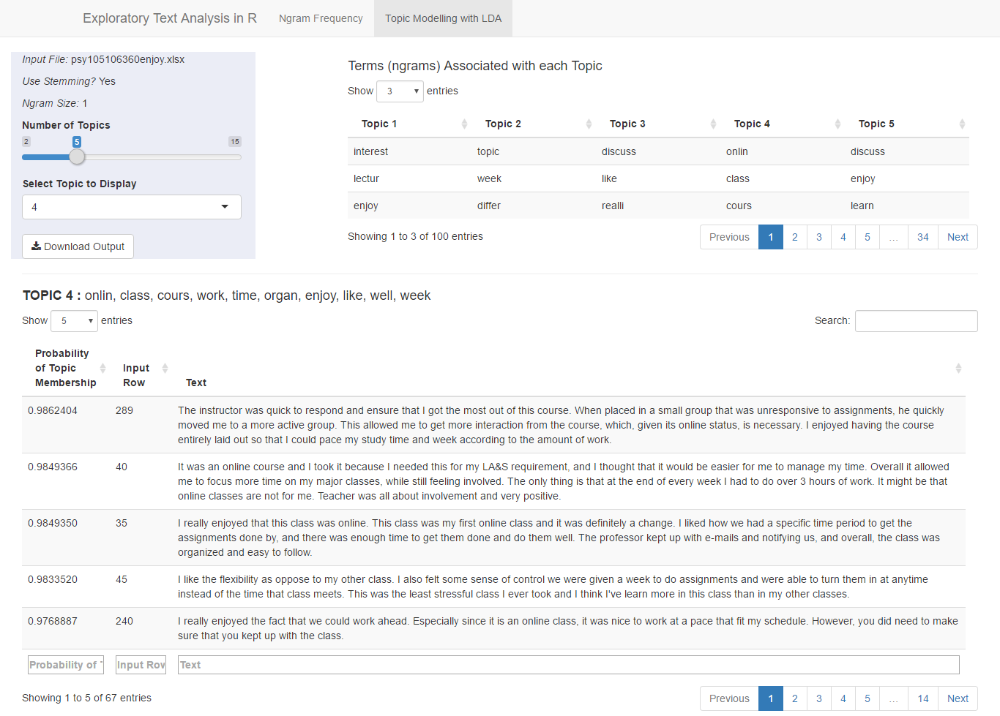 Exploratory Text Analysis in R Ngram Frequency Topic Modelling with LDA
Input File: psy105106360enjoy.xlsx
Use Stemming? Yes
Ngram Size: 1
Number of Topics
2 5 15
Select Topic to Display
4
Download Output
Terms (ngrams) Associated with each Topic
Show 3 entries
Topic 1 Topic 2 Topic 3 Topic 4 Topic 5
interest topic discuss onlin discuss
lectur week like class enjoy
enjoy differ realli cours learn
Showing 1 to 3 of 100 entries
Previous 1 2 3 4 5 … 34 Next
TOPIC 4 : onlin, class, cours, work, time, organ, enjoy, like, well, week
Show 5 entries
Search:
Probability
of Topic
Membership
Input
Row
Text
0.9862404 289 The instructor was quick to respond and ensure that I got the most out of this course. When placed in a small group that was unresponsive to assignments, he quickly
moved me to a more active group. This allowed me to get more interaction from the course, which, given its online status, is necessary. I enjoyed having the course
entirely laid out so that I could pace my study time and week according to the amount of work.
0.9849366 40 It was an online course and I took it because I needed this for my LA&S requirement, and I thought that it would be easier for me to manage my time. Overall it allowed
me to focus more time on my major classes, while still feeling involved. The only thing is that at the end of every week I had to do over 3 hours of work. It might be that
online classes are not for me. Teacher was all about involvement and very positive.
0.9849350 35 I really enjoyed that this class was online. This class was my first online class and it was definitely a change. I liked how we had a specific time period to get the
assignments done by, and there was enough time to get them done and do them well. The professor kept up with e-mails and notifying us, and overall, the class was
organized and easy to follow.
0.9833520 45 I like the flexibility as oppose to my other class. I also felt some sense of control we were given a week to do assignments and were able to turn them in at anytime
instead of the time that class meets. This was the least stressful class I ever took and I think I've learn more in this class than in my other classes.
0.9768887 240 I really enjoyed the fact that we could work ahead. Especially since it is an online class, it was nice to work at a pace that fit my schedule. However, you did need to make
sure that you kept up with the class.
Probability of Input Row Text
Showing 1 to 5 of 67 entries
Previous 1 2 3 4 5 … 14 Next